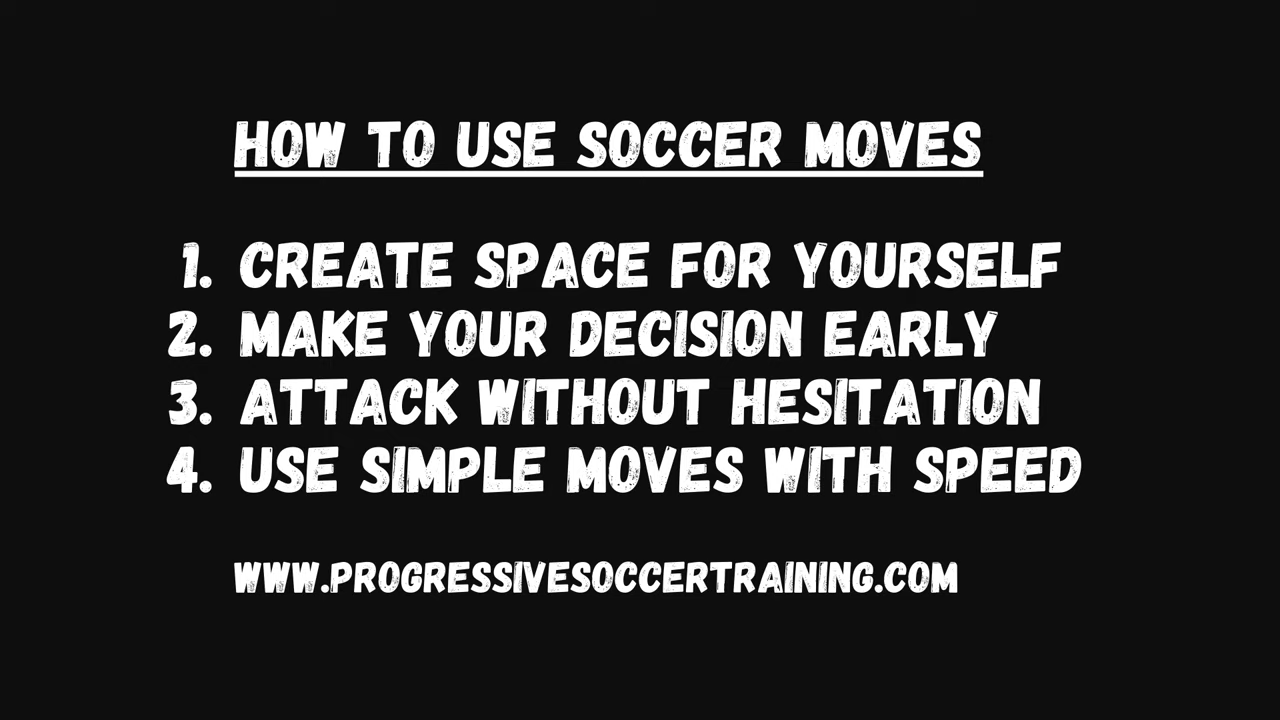 HOW TO USE SOCCER MOVES
1. CREATE SPACE FOR YOURSELF
2. MAKE YOUR DECISION EARLY
3. ATTACK WITHOUT HESITATION
4. USE SIMPLE MOVES WITH SPEED
WWW.PROGRESSIVESOCCERTRAINING.COM